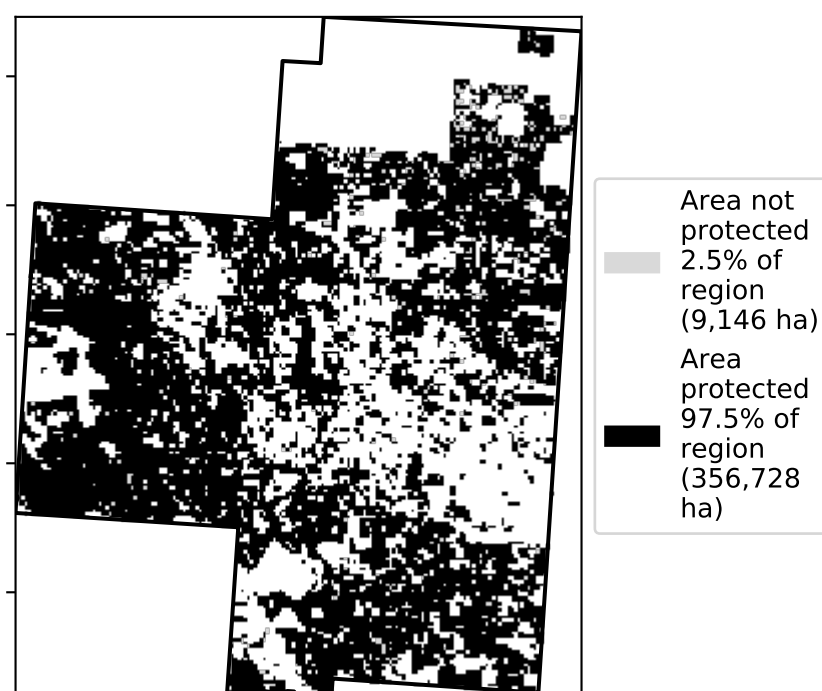 Area not
protected
2.5% of
region
(9,146 ha)
Area
protected
97.5% of
region
(356,728
ha)